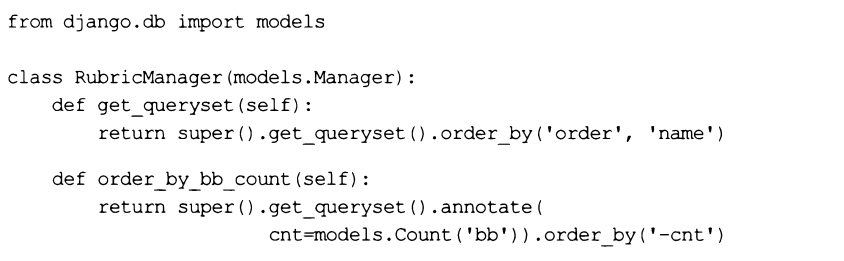 from django.db import models
class RubricManager(models.Manager):
    def get_queryset(self):
        return super().get_queryset().order_by('order', 'name')
    def order_by_bb_count(self):
        return super().get_queryset().annotate(
                       cnt=models.Count('bb')).order_by('-cnt')